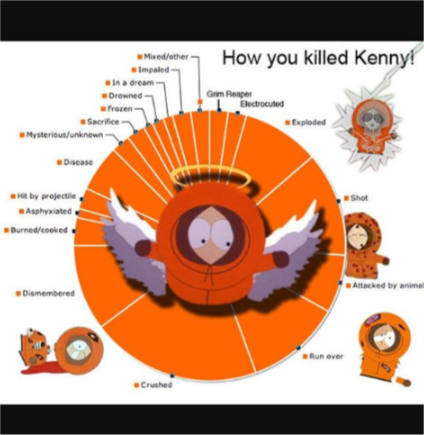 How you killed Kenny!
Mixed/other
Impaled
In a dream
Drowned
Frozen
Sacrifice
Mysterious/unknown
Disease
Hit by projectile
Asphyxiated
Burned/cooked
Dismembered
Crushed
Run over
Attacked by animal
Shot
Exploded
Electrocuted
Grim Reaper